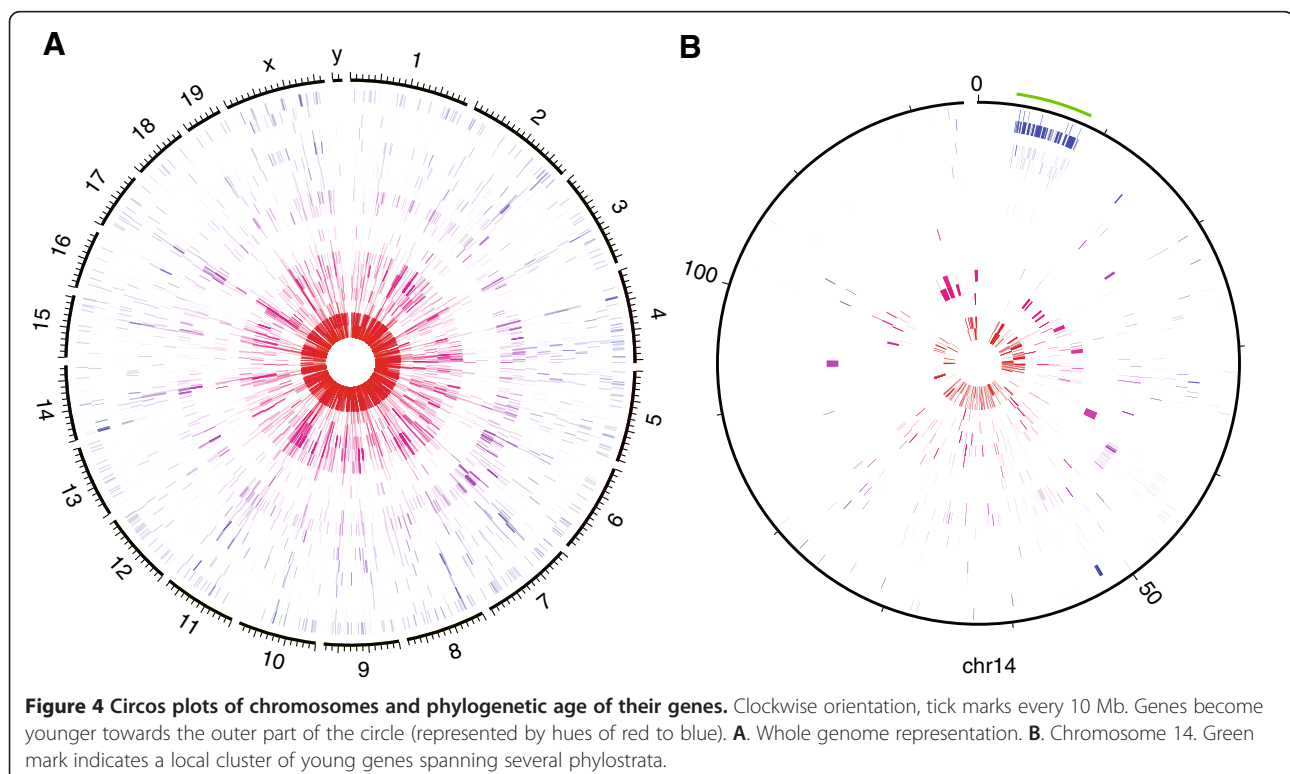 A
B
y
1
2
3
4
5
6
7
8
9
10
11
12
13
14
15
16
17
18
19
x
0
50
100
chr14
Figure 4 Circos plots of chromosomes and phylogenetic age of their genes. Clockwise orientation, tick marks every 10 Mb. Genes become
younger towards the outer part of the circle (represented by hues of red to blue). A. Whole genome representation. B. Chromosome 14. Green
mark indicates a local cluster of young genes spanning several phylostrata.